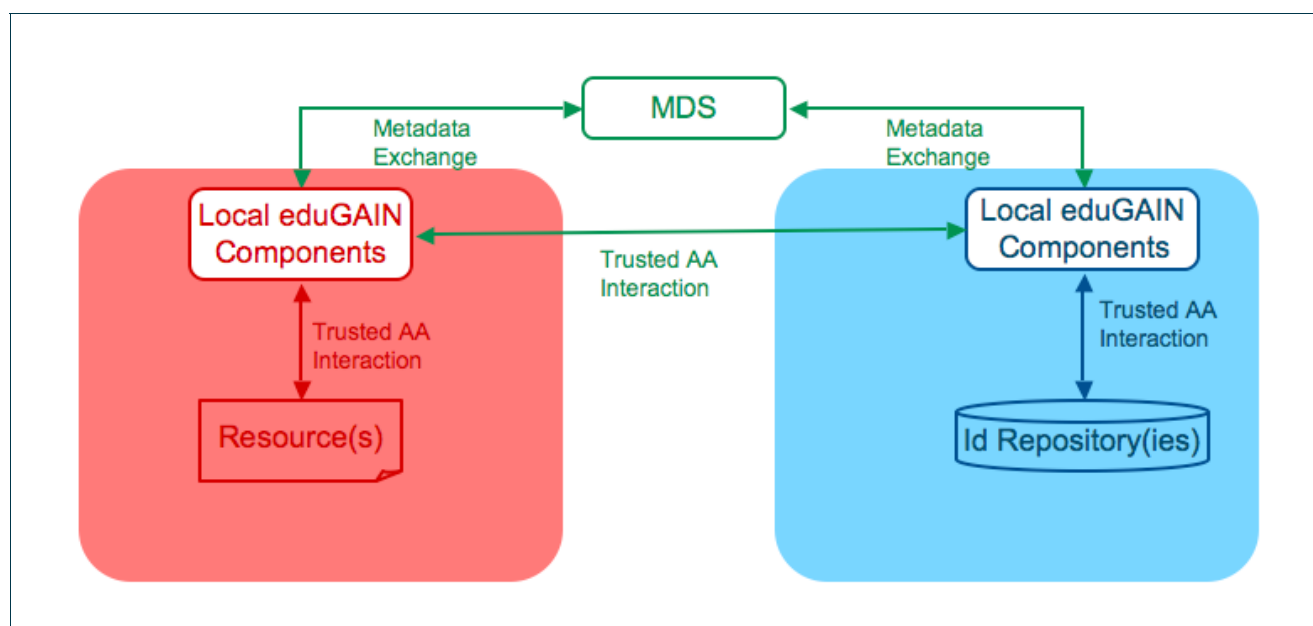 MDS
Metadata
Exchange
Metadata
Exchange
Local eduGAIN
Components
Local eduGAIN
Components
Trusted AA
Interaction
Trusted AA
Interaction
Trusted AA
Interaction
Resource(s)
Id Repository(ies)